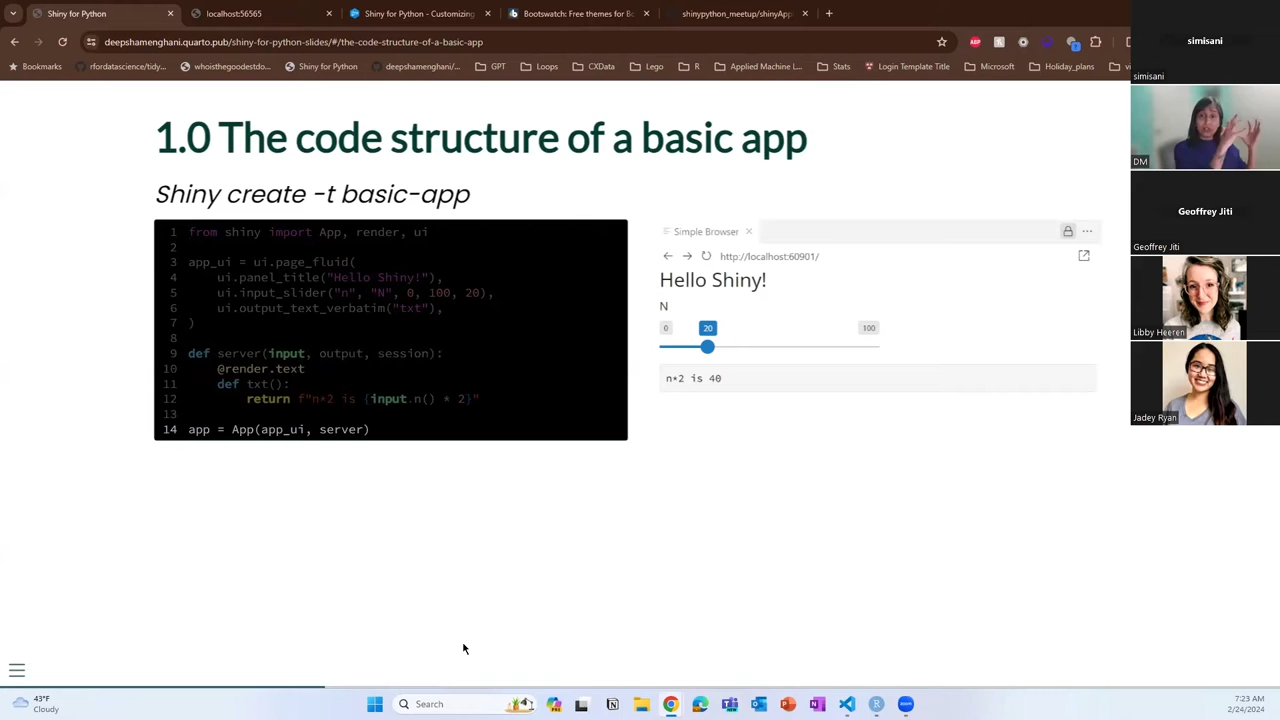 Shiny for Python
localhost:56565
Shiny for Python - Customizing
Bootswatch: Free themes for Bo
shinypython_meetup/shinyApp
deepshamenghani.quarto.pub/shiny-for-python-slides/#/the-code-structure-of-a-basic-app
Bookmarks
rfordatascience/tidy...
whoisthegoodestdo...
Shiny for Python
deepshamenghani/...
GPT
Loops
CXData
Lego
R
Applied Machine L...
Stats
Login Template Title
Microsoft
Holiday_plans
simisani
simisani
DM
Geoffrey Jiti
Geoffrey Jiti
Libby Heeren
Jadey Ryan
1.0 The code structure of a basic app
Shiny create -t basic-app
1 from shiny import App, render, ui
2
3 app_ui = ui.page_fluid(
4     ui.panel_title("Hello Shiny!"),
5     ui.input_slider("n", "N", 0, 100, 20),
6     ui.output_text_verbatim("txt"),
7 )
8
9 def server(input, output, session):
10     @render.text
11     def txt():
12         return f"n*2 is {input.n() * 2}"
13
14 app = App(app_ui, server)
Simple Browser
http://localhost:60901/
Hello Shiny!
N
0 20 100
n*2 is 40
43°F
Cloudy
Search
7:23 AM
2/24/2024